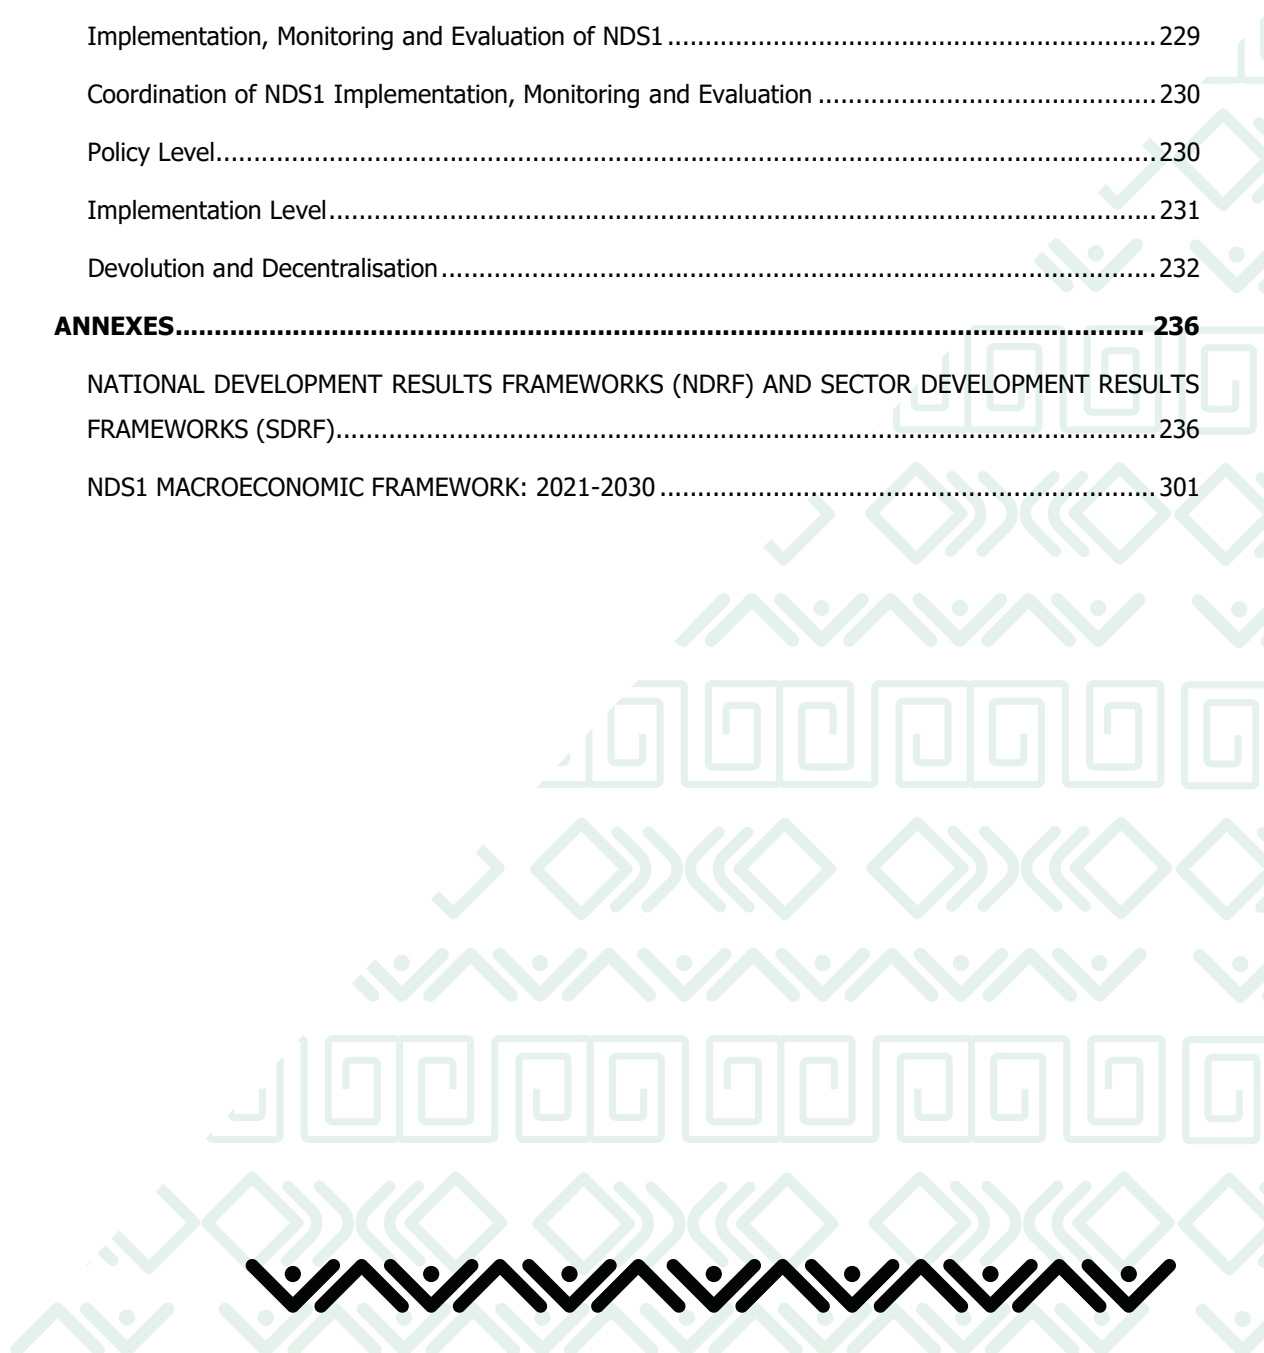 Implementation, Monitoring and Evaluation of NDS1 ................................................................. 229
Coordination of NDS1 Implementation, Monitoring and Evaluation ............................................. 230
Policy Level ............................................................................................................................. 230
Implementation Level .............................................................................................................. 231
Devolution and Decentralisation ............................................................................................... 232
ANNEXES ............................................................................................................................ 236
NATIONAL DEVELOPMENT RESULTS FRAMEWORKS (NDRF) AND SECTOR DEVELOPMENT RESULTS
FRAMEWORKS (SDRF) ............................................................................................................. 236
NDS1 MACROECONOMIC FRAMEWORK: 2021-2030 .................................................................. 301